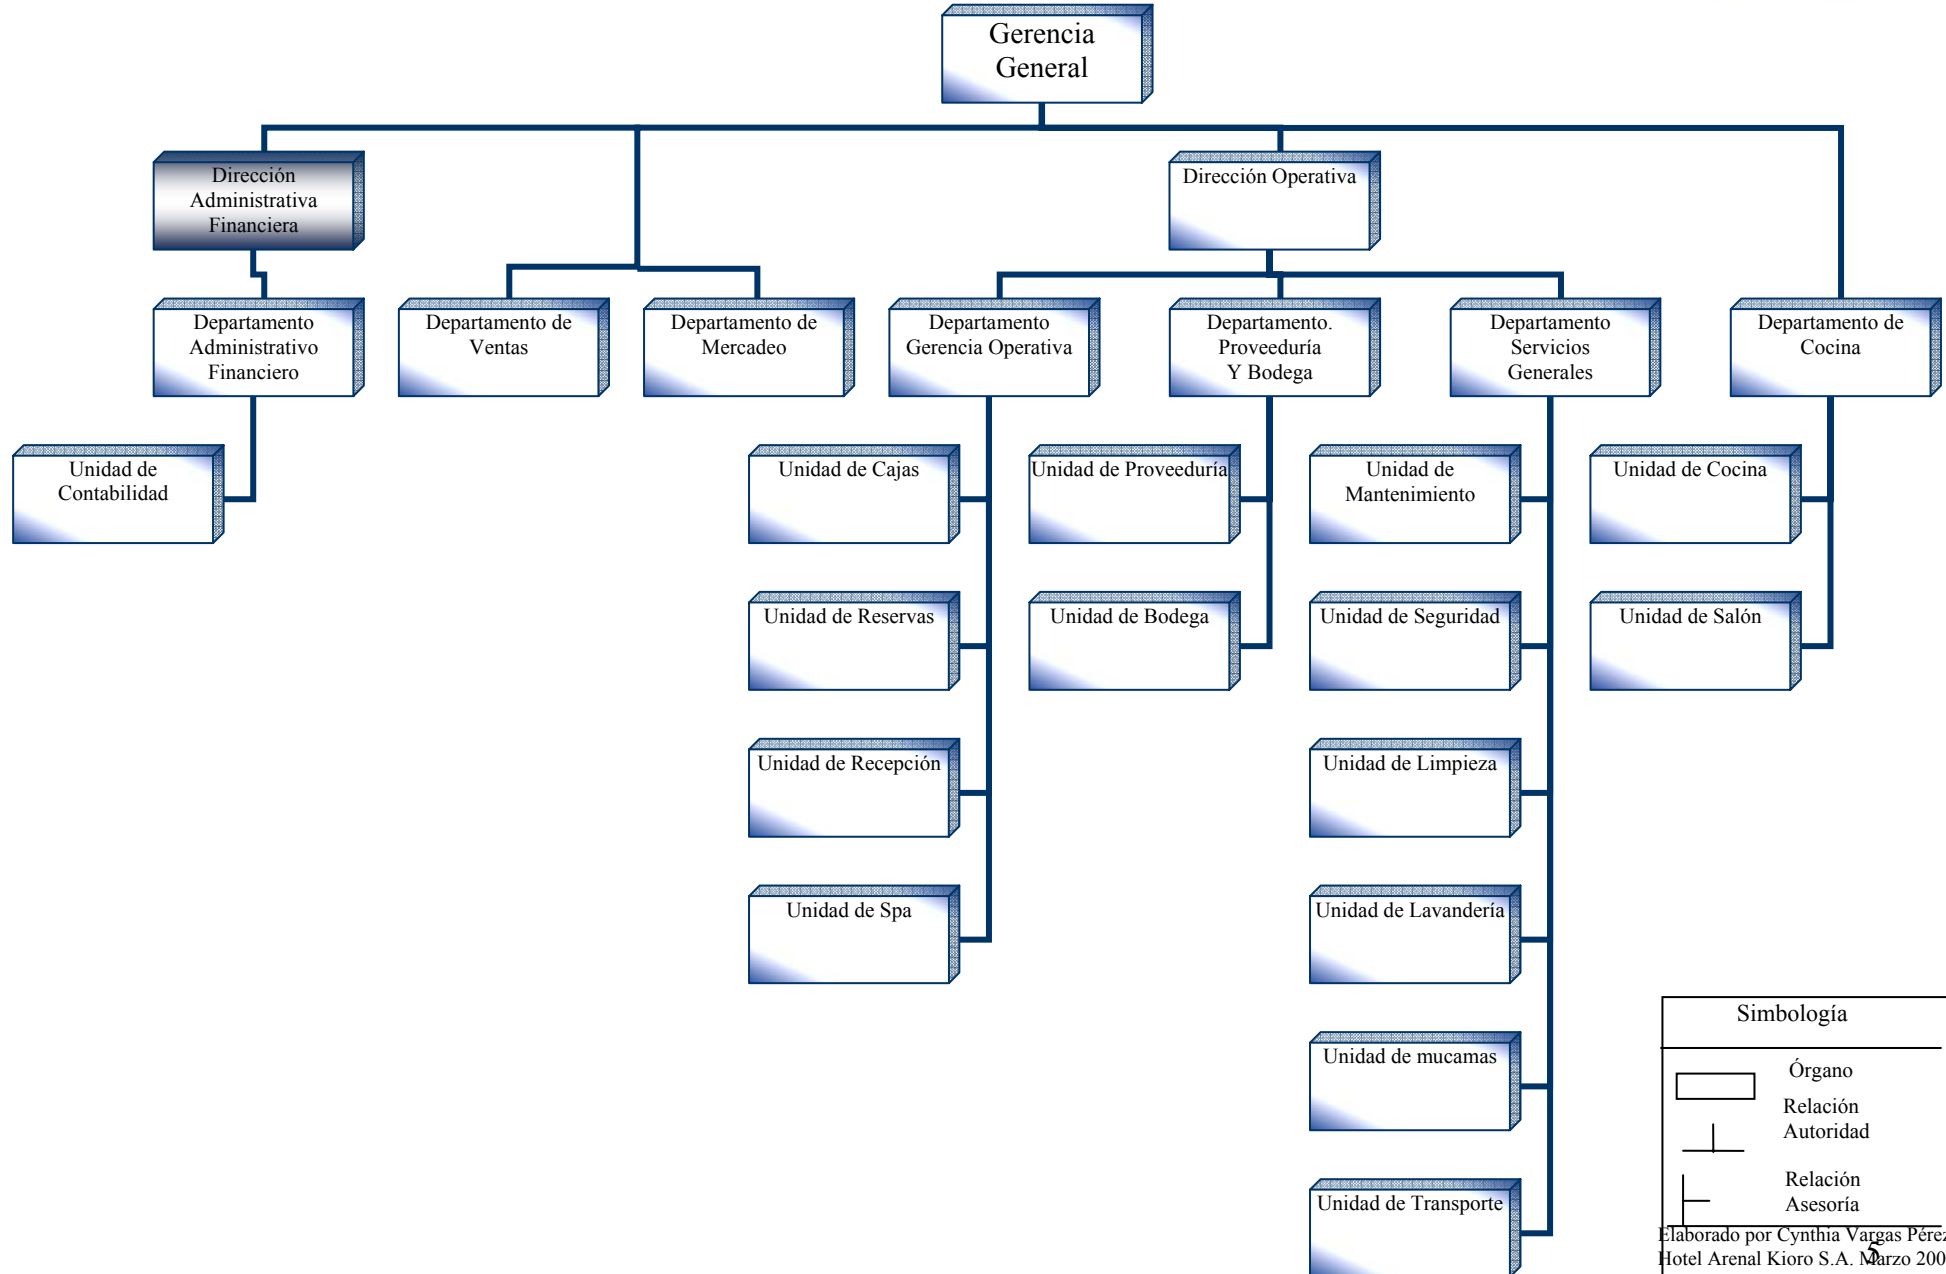 Gerencia
General
Dirección
Administrativa
Financiera
Dirección Operativa
Departamento
Administrativo
Financiero
Departamento de
Ventas
Departamento de
Mercadeo
Departamento
Gerencia Operativa
Departamento.
Proveeduría
Y Bodega
Departamento
Servicios
Generales
Departamento de
Cocina
Unidad de
Contabilidad
Unidad de Cajas
Unidad de Proveeduría
Unidad de
Mantenimiento
Unidad de Cocina
Unidad de Reservas
Unidad de Bodega
Unidad de Seguridad
Unidad de Salón
Unidad de Recepción
Unidad de Limpieza
Unidad de Spa
Unidad de Lavandería
Unidad de mucamas
Unidad de Transporte
Simbología
Órgano
Relación
Autoridad
Relación
Asesoría
Elaborado por Cynthia Vargas Pérez
Hotel Arenal Kioro S.A. Marzo 200
5